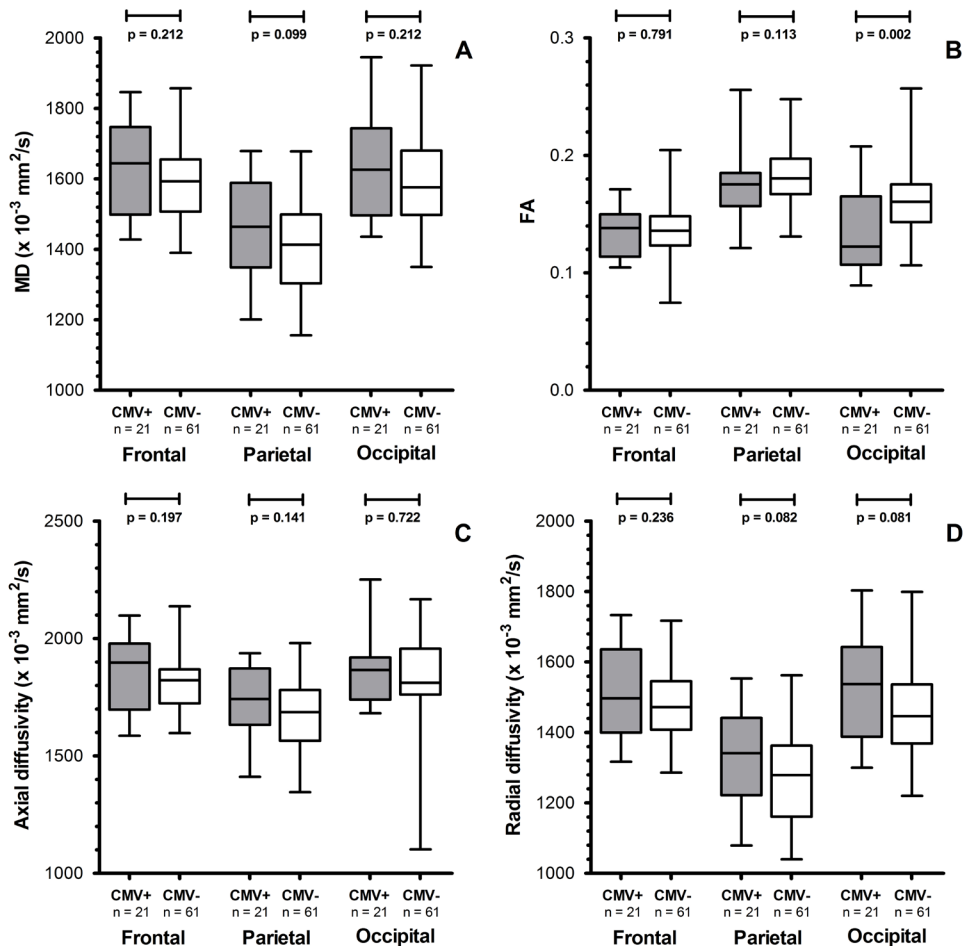 p = 0.212 p = 0.099 p = 0.212
A
MD (x 10⁻³ mm²/s)
2000
1800
1600
1400
1200
1000
CMV+ CMV- CMV+ CMV- CMV+ CMV-
n = 21 n = 61 n = 21 n = 61 n = 21 n = 61
Frontal Parietal Occipital
p = 0.791 p = 0.113 p = 0.002
B
FA
0.3
0.2
0.1
0.0
CMV+ CMV- CMV+ CMV- CMV+ CMV-
n = 21 n = 61 n = 21 n = 61 n = 21 n = 61
Frontal Parietal Occipital
p = 0.197 p = 0.141 p = 0.722
C
Axial diffusivity (x 10⁻³ mm²/s)
2500
2000
1500
1000
CMV+ CMV- CMV+ CMV- CMV+ CMV-
n = 21 n = 61 n = 21 n = 61 n = 21 n = 61
Frontal Parietal Occipital
p = 0.236 p = 0.082 p = 0.081
D
Radial diffusivity (x 10⁻³ mm²/s)
2000
1800
1600
1400
1200
1000
CMV+ CMV- CMV+ CMV- CMV+ CMV-
n = 21 n = 61 n = 21 n = 61 n = 21 n = 61
Frontal Parietal Occipital